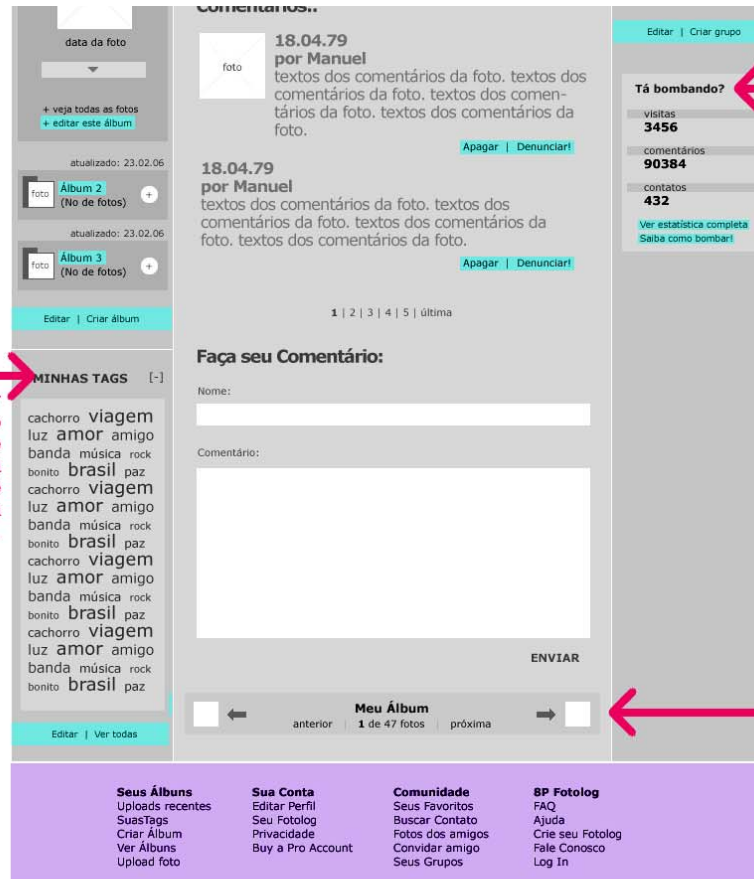 Comentários..
data da foto
+ veja todas as fotos
+ editar este álbum
atualizado: 23.02.06
foto
Álbum 2
(No de fotos)
+
atualizado: 23.02.06
foto
Álbum 3
(No de fotos)
+
Editar | Criar álbum
MINHAS TAGS [-]
cachorro viagem
luz amor amigo
banda música rock
bonito brasil paz
cachorro viagem
luz amor amigo
banda música rock
bonito brasil paz
cachorro viagem
luz amor amigo
banda música rock
bonito brasil paz
cachorro viagem
luz amor amigo
banda música rock
bonito brasil paz
Editar | Ver todas
foto
18.04.79
por Manuel
textos dos comentários da foto. textos dos
comentários da foto. textos dos comen-
tários da foto. textos dos comentários da
foto.
Apagar | Denunciar!
18.04.79
por Manuel
textos dos comentários da foto. textos dos
comentários da foto. textos dos comentários da
foto. textos dos comentários da foto.
Apagar | Denunciar!
1 | 2 | 3 | 4 | 5 | última
Faça seu Comentário:
Nome:
Comentário:
ENVIAR
Meu Álbum
anterior | 1 de 47 fotos | próxima
Editar | Criar grupo
Tá bombando?
visitas
3456
comentários
90384
contatos
432
Ver estatística completa
Saiba como bombar!
Seus Álbuns
Uploads recentes
SuasTags
Criar Álbum
Ver Álbuns
Upload foto
Sua Conta
Editar Perfil
Seu Fotolog
Privacidade
Buy a Pro Account
Comunidade
Seus Favoritos
Buscar Contato
Fotos dos amigos
Convidar amigo
Seus Grupos
8P Fotolog
FAQ
Ajuda
Crie seu Fotolog
Fale Conosco
Log In